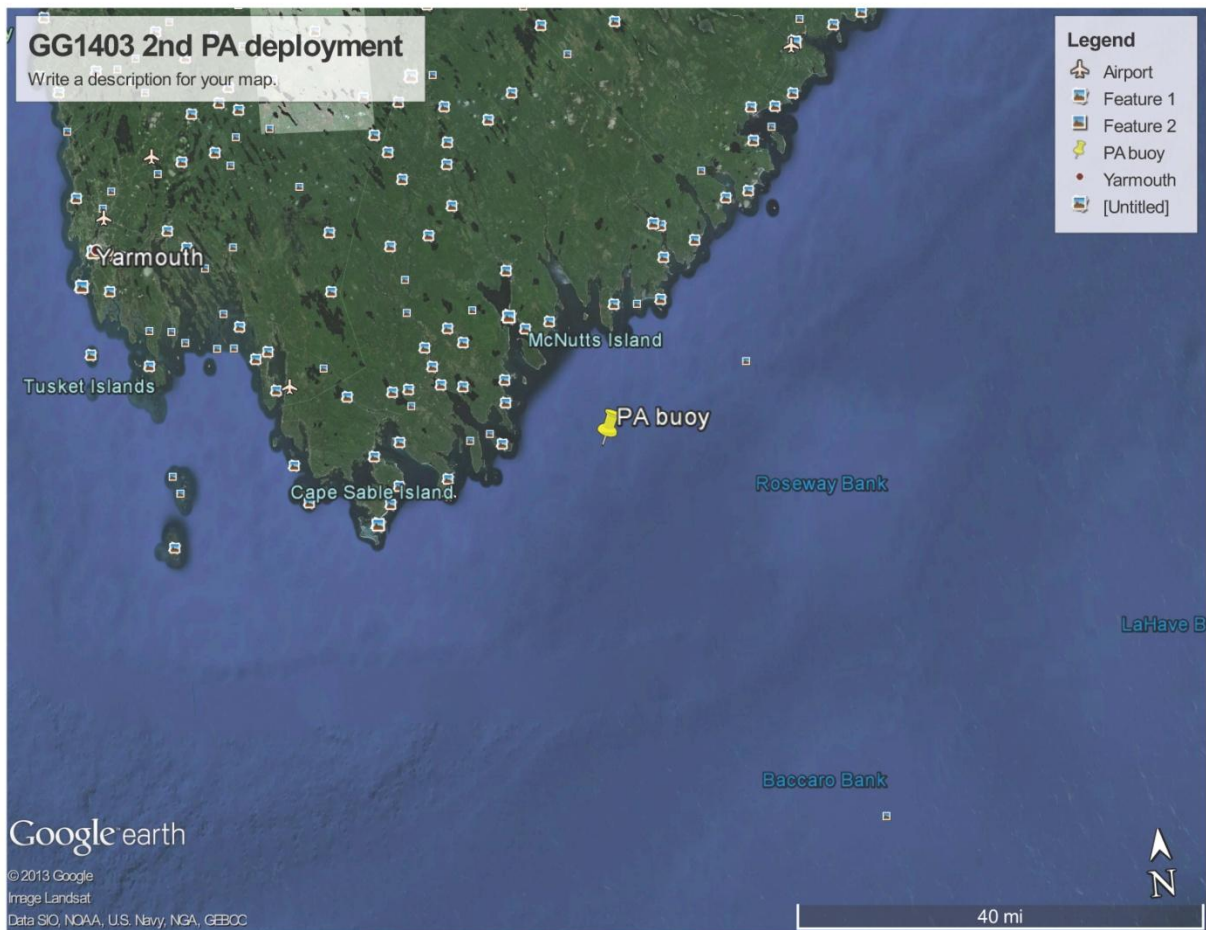 GG1403 2nd PA deployment
Write a description for your map.
Legend
Airport
Feature 1
Feature 2
PA buoy
Yarmouth
[Untitled]
Yarmouth
McNutts Island
Tusket Islands
PA buoy
Roseway Bank
Cape Sable Island
LaHave B
Baccaro Bank
Google earth
© 2013 Google
Image Landsat
Data SIO, NOAA, U.S. Navy, NGA, GEBCO
N
40 mi